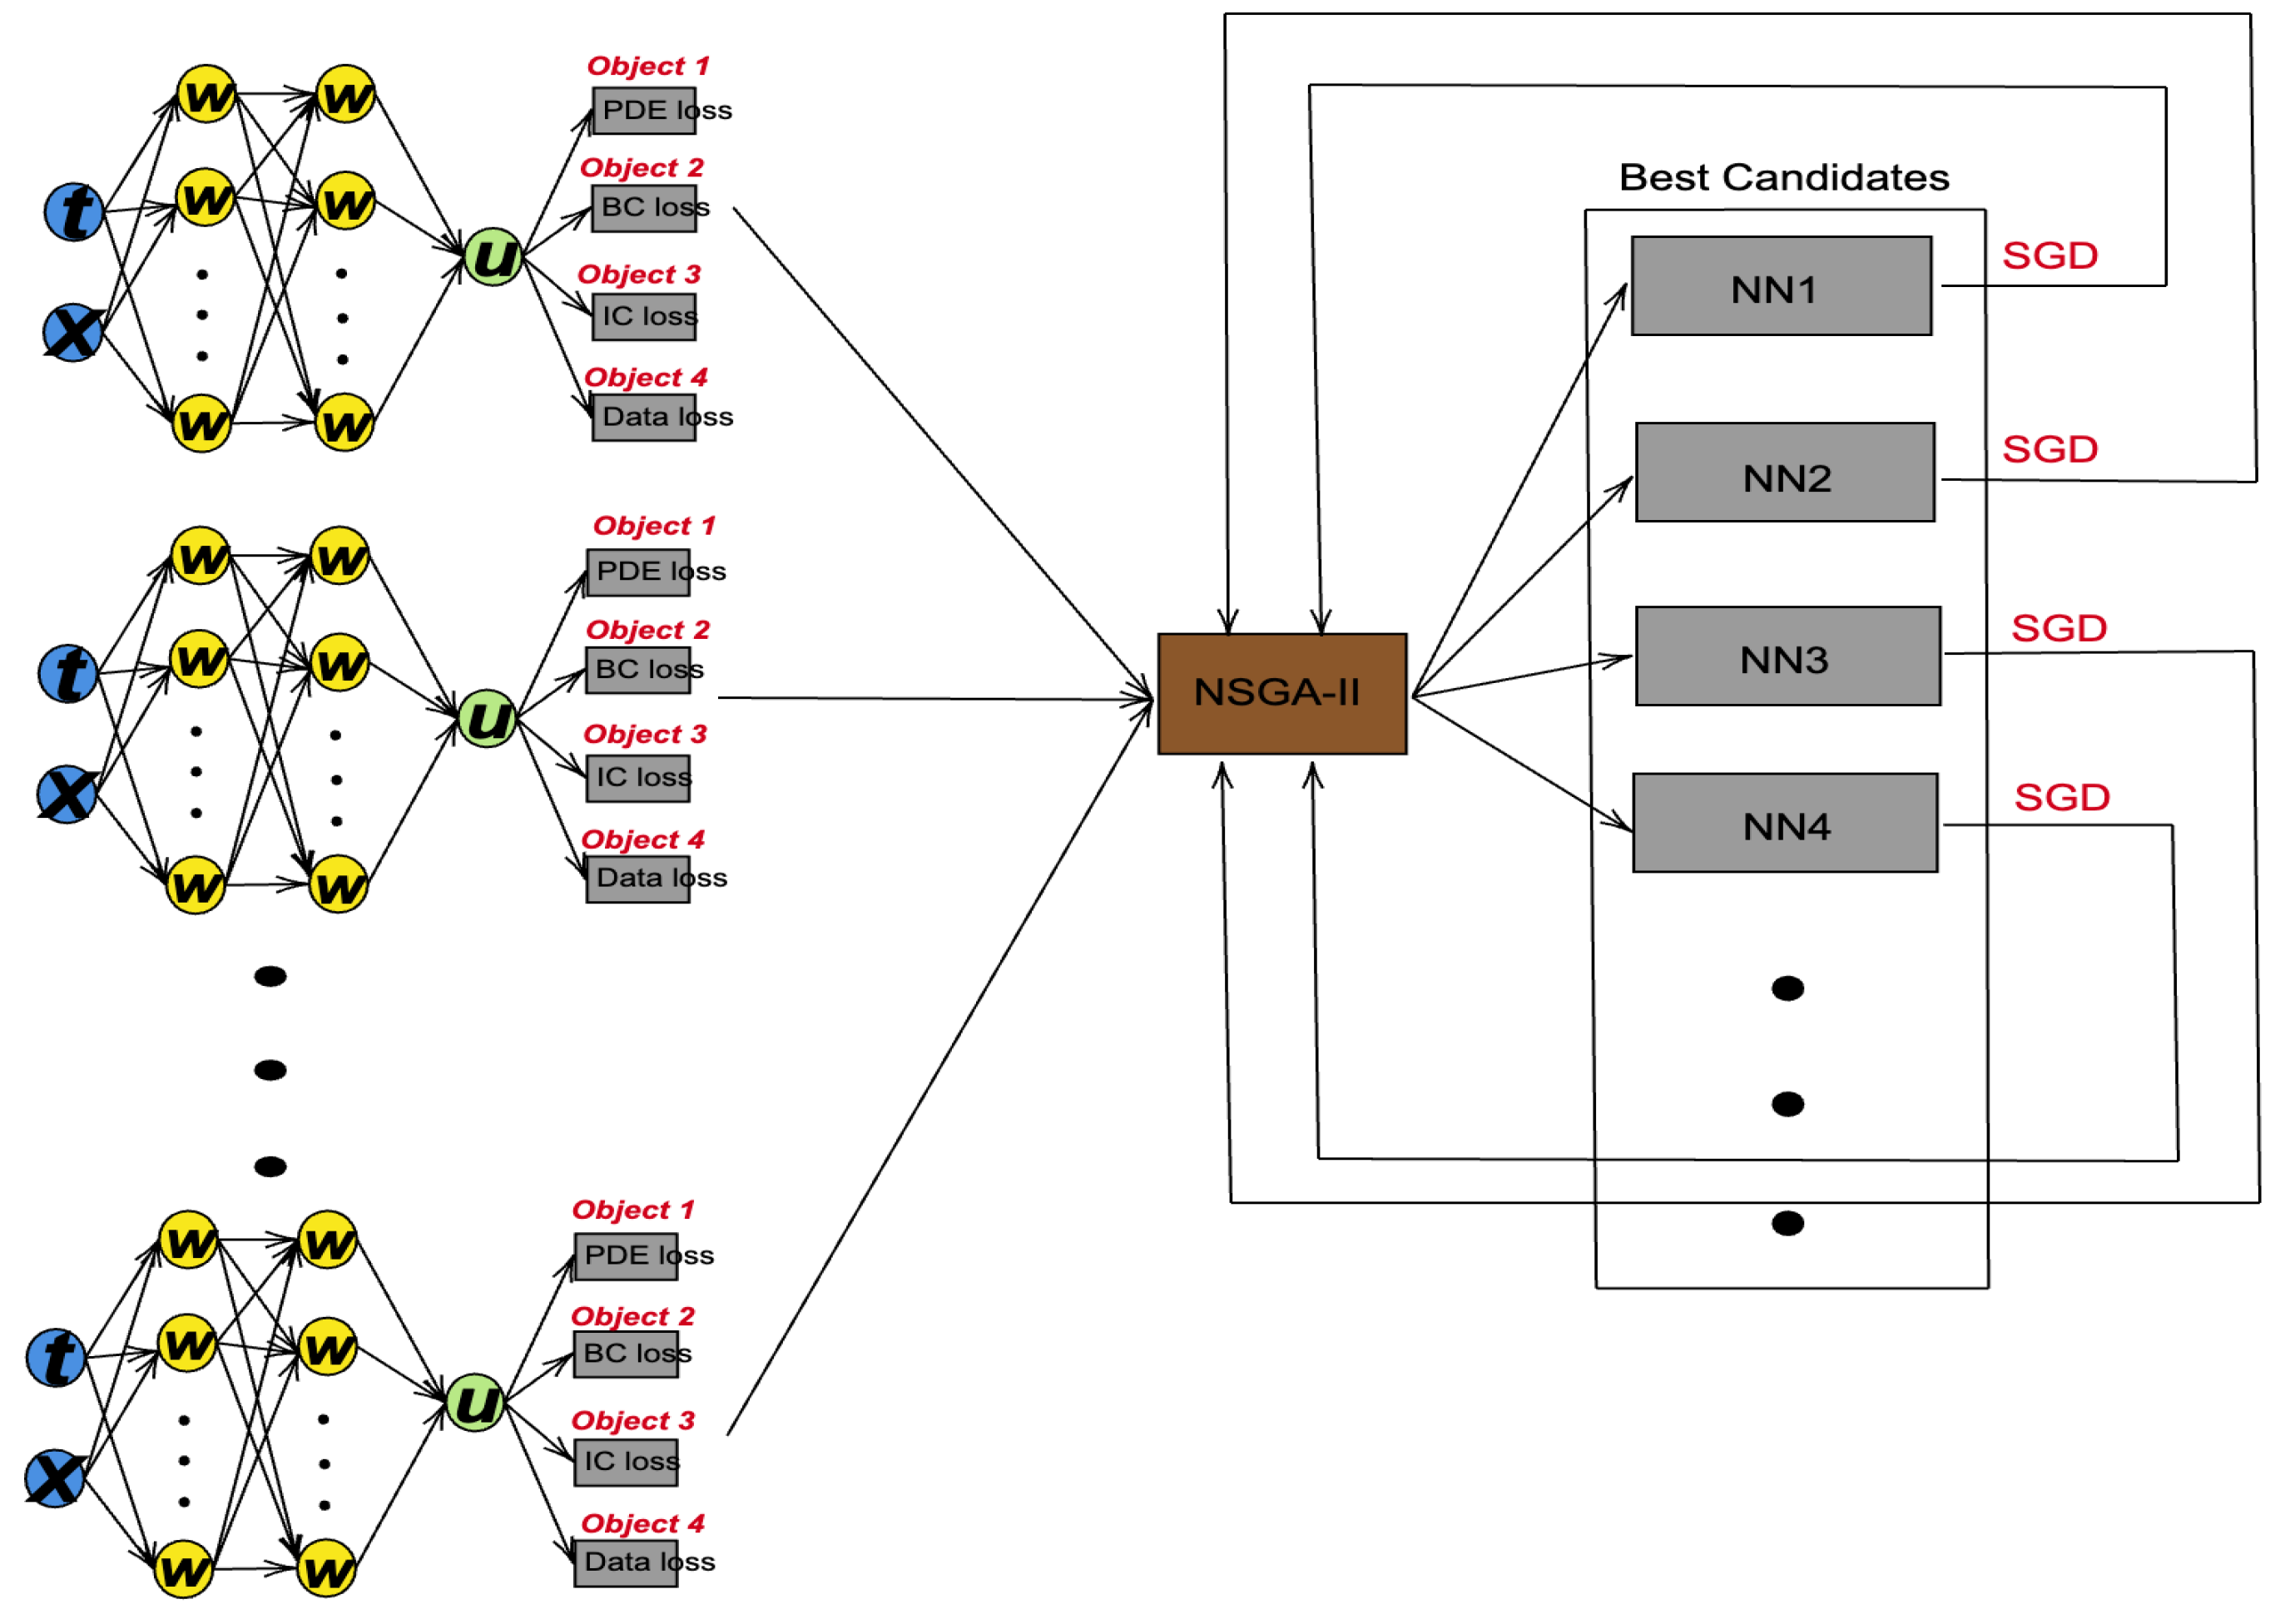 w
w
Object 1
PDE loss
w
w
Object 2
BC loss
t
u
Object 3
IC loss
x
Object 4
Data loss
w
w
w
w
Object 1
PDE loss
w
w
Object 2
BC loss
t
u
Object 3
IC loss
x
Object 4
Data loss
w
w
w
w
Object 1
PDE loss
w
w
Object 2
BC loss
t
u
Object 3
IC loss
x
Object 4
Data loss
w
w
NSGA-II
Best Candidates
NN1
SGD
NN2
SGD
NN3
SGD
NN4
SGD